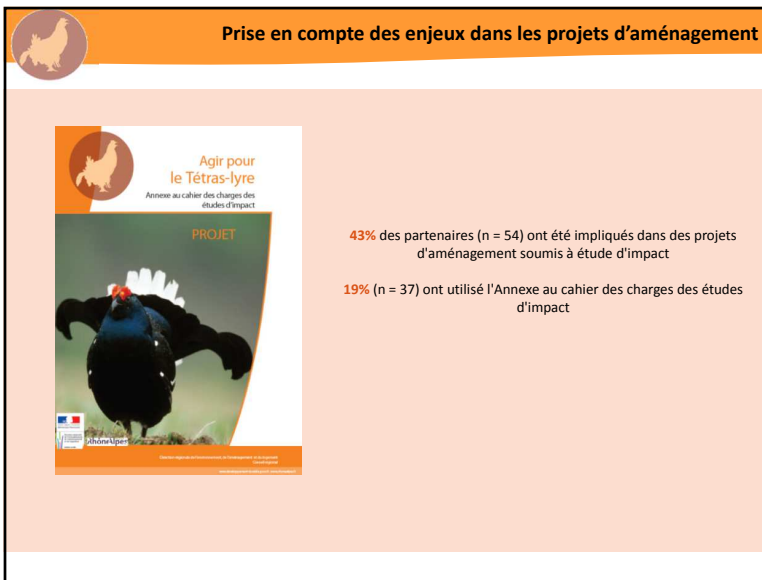 Prise en compte des enjeux dans les projets d'aménagement
Agir pour
le Tétras-lyre
Annexe au cahier des charges des
études d'impact
PROJET
43% des partenaires (n = 54) ont été impliqués dans des projets
d'aménagement soumis à étude d'impact
19% (n = 37) ont utilisé l'Annexe au cahier des charges des études
d'impact